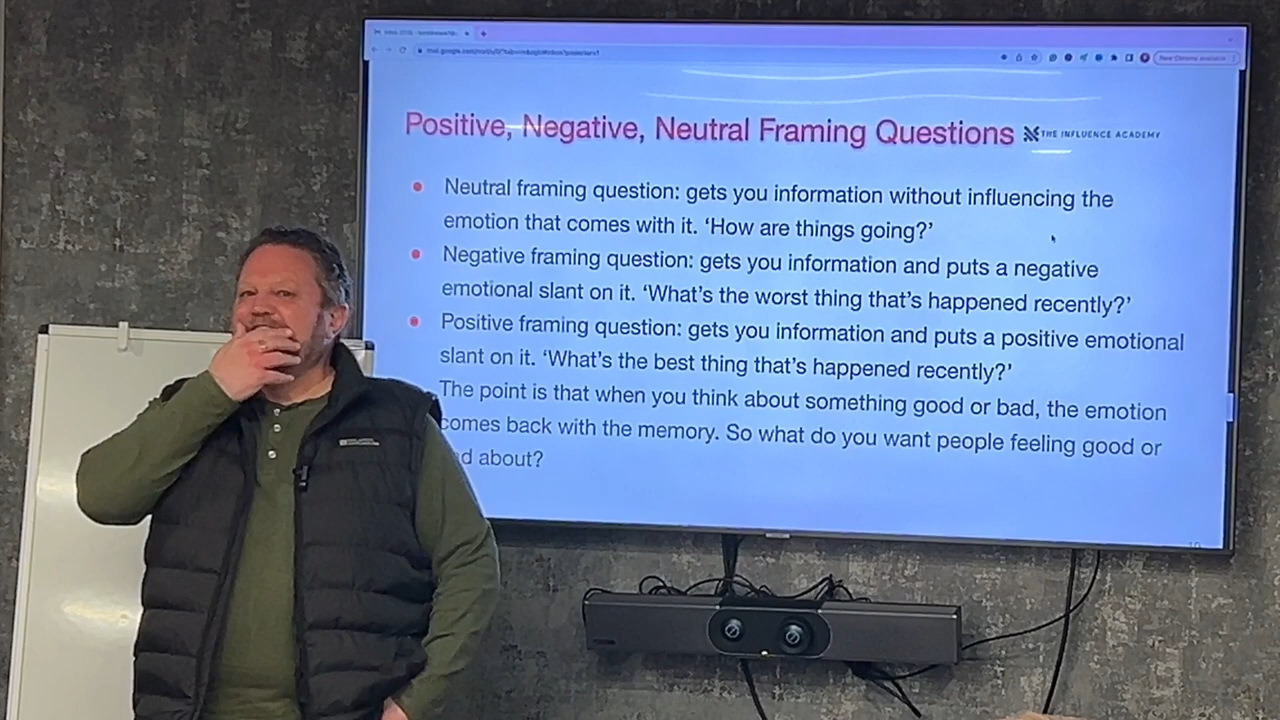 New Chrome available
Positive, Negative, Neutral Framing Questions
THE INFLUENCE ACADEMY
Neutral framing question: gets you information without influencing the
emotion that comes with it. ‘How are things going?’
Negative framing question: gets you information and puts a negative
emotional slant on it. ‘What’s the worst thing that’s happened recently?’
Positive framing question: gets you information and puts a positive emotional
slant on it. ‘What’s the best thing that’s happened recently?’
The point is that when you think about something good or bad, the emotion
comes back with the memory. So what do you want people feeling good or
d about?